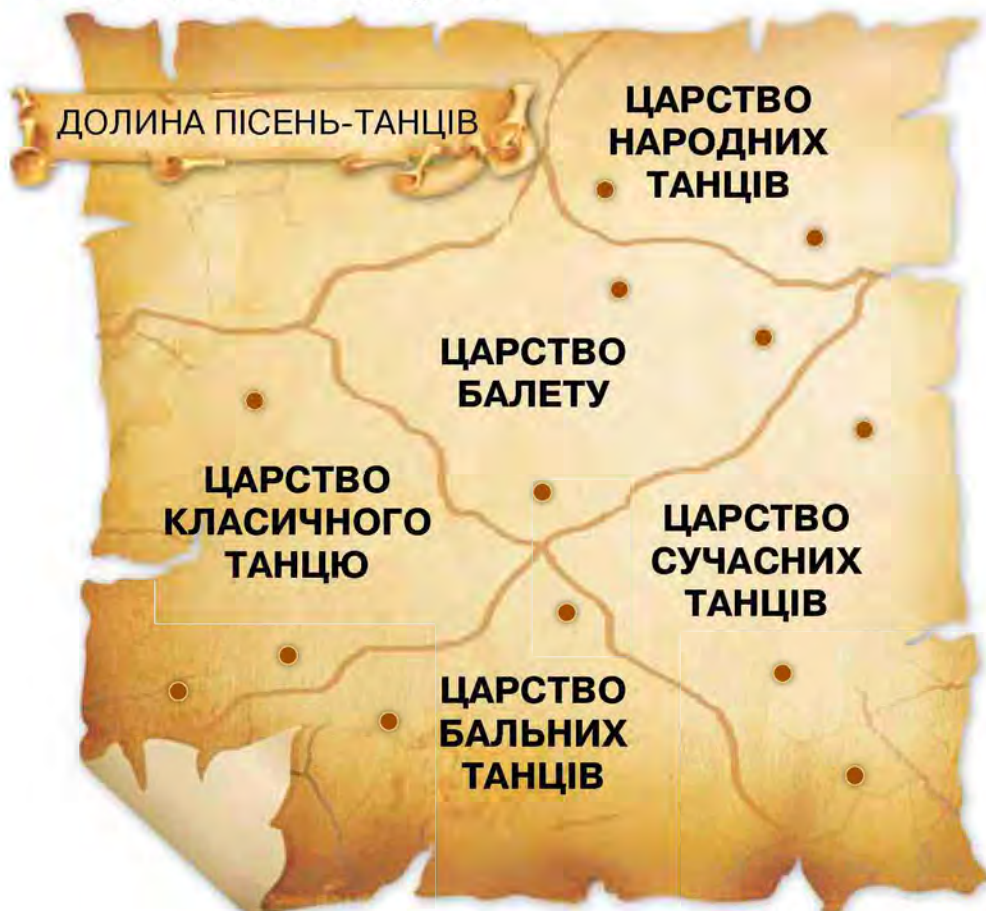 ДОЛИНА ПІСЕНЬ-ТАНЦІВ
ЦАРСТВО
НАРОДНИХ
ТАНЦІВ
ЦАРСТВО
БАЛЕТУ
ЦАРСТВО
КЛАСИЧНОГО
ТАНЦЮ
ЦАРСТВО
СУЧАСНИХ
ТАНЦІВ
ЦАРСТВО
БАЛЬНИХ
ТАНЦІВ